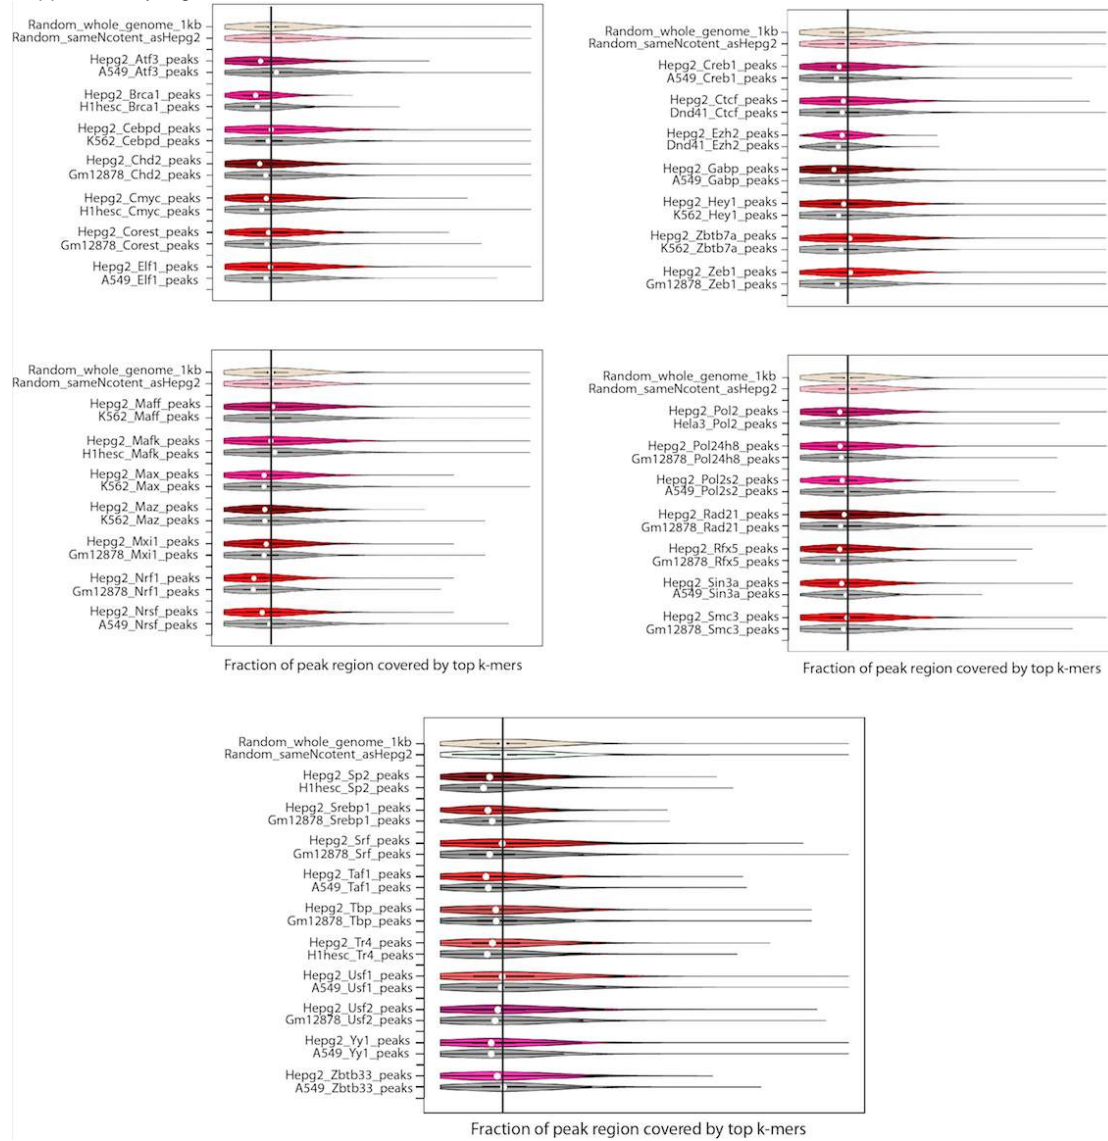 Random_whole_genome_1kb
Random_sameNcotent_asHepg2
Hepg2_Atf3_peaks
A549_Atf3_peaks
Hepg2_Brca1_peaks
H1hesc_Brca1_peaks
Hepg2_Cebpd_peaks
K562_Cebpd_peaks
Hepg2_Chd2_peaks
Gm12878_Chd2_peaks
Hepg2_Cmyc_peaks
H1hesc_Cmyc_peaks
Hepg2_Corest_peaks
Gm12878_Corest_peaks
Hepg2_Elf1_peaks
A549_Elf1_peaks
Random_whole_genome_1kb
Random_sameNcotent_asHepg2
Hepg2_Creb1_peaks
A549_Creb1_peaks
Hepg2_Ctcf_peaks
Dnd41_Ctcf_peaks
Hepg2_Ezh2_peaks
Dnd41_Ezh2_peaks
Hepg2_Gabp_peaks
A549_Gabp_peaks
Hepg2_Hey1_peaks
K562_Hey1_peaks
Hepg2_Zbtb7a_peaks
K562_Zbtb7a_peaks
Hepg2_Zeb1_peaks
Gm12878_Zeb1_peaks
Random_whole_genome_1kb
Random_sameNcotent_asHepg2
Hepg2_Maff_peaks
K562_Maff_peaks
Hepg2_Mafk_peaks
H1hesc_Mafk_peaks
Hepg2_Max_peaks
K562_Max_peaks
Hepg2_Maz_peaks
K562_Maz_peaks
Hepg2_Mxi1_peaks
Gm12878_Mxi1_peaks
Hepg2_Nrf1_peaks
Gm12878_Nrf1_peaks
Hepg2_Nrsf_peaks
A549_Nrsf_peaks
Fraction of peak region covered by top k-mers
Random_whole_genome_1kb
Random_sameNcotent_asHepg2
Hepg2_Pol2_peaks
Hela3_Pol2_peaks
Hepg2_Pol24h8_peaks
Gm12878_Pol24h8_peaks
Hepg2_Pol2s2_peaks
A549_Pol2s2_peaks
Hepg2_Rad21_peaks
Gm12878_Rad21_peaks
Hepg2_Rfx5_peaks
Gm12878_Rfx5_peaks
Hepg2_Sin3a_peaks
A549_Sin3a_peaks
Hepg2_Smc3_peaks
Gm12878_Smc3_peaks
Fraction of peak region covered by top k-mers
Random_whole_genome_1kb
Random_sameNcotent_asHepg2
Hepg2_Sp2_peaks
H1hesc_Sp2_peaks
Hepg2_Srebp1_peaks
Gm12878_Srebp1_peaks
Hepg2_Srf_peaks
Gm12878_Srf_peaks
Hepg2_Taf1_peaks
A549_Taf1_peaks
Hepg2_Tbp_peaks
Gm12878_Tbp_peaks
Hepg2_Tr4_peaks
H1hesc_Tr4_peaks
Hepg2_Usf1_peaks
A549_Usf1_peaks
Hepg2_Usf2_peaks
Gm12878_Usf2_peaks
Hepg2_Yy1_peaks
A549_Yy1_peaks
Hepg2_Zbtb33_peaks
A549_Zbtb33_peaks
Fraction of peak region covered by top k-mers